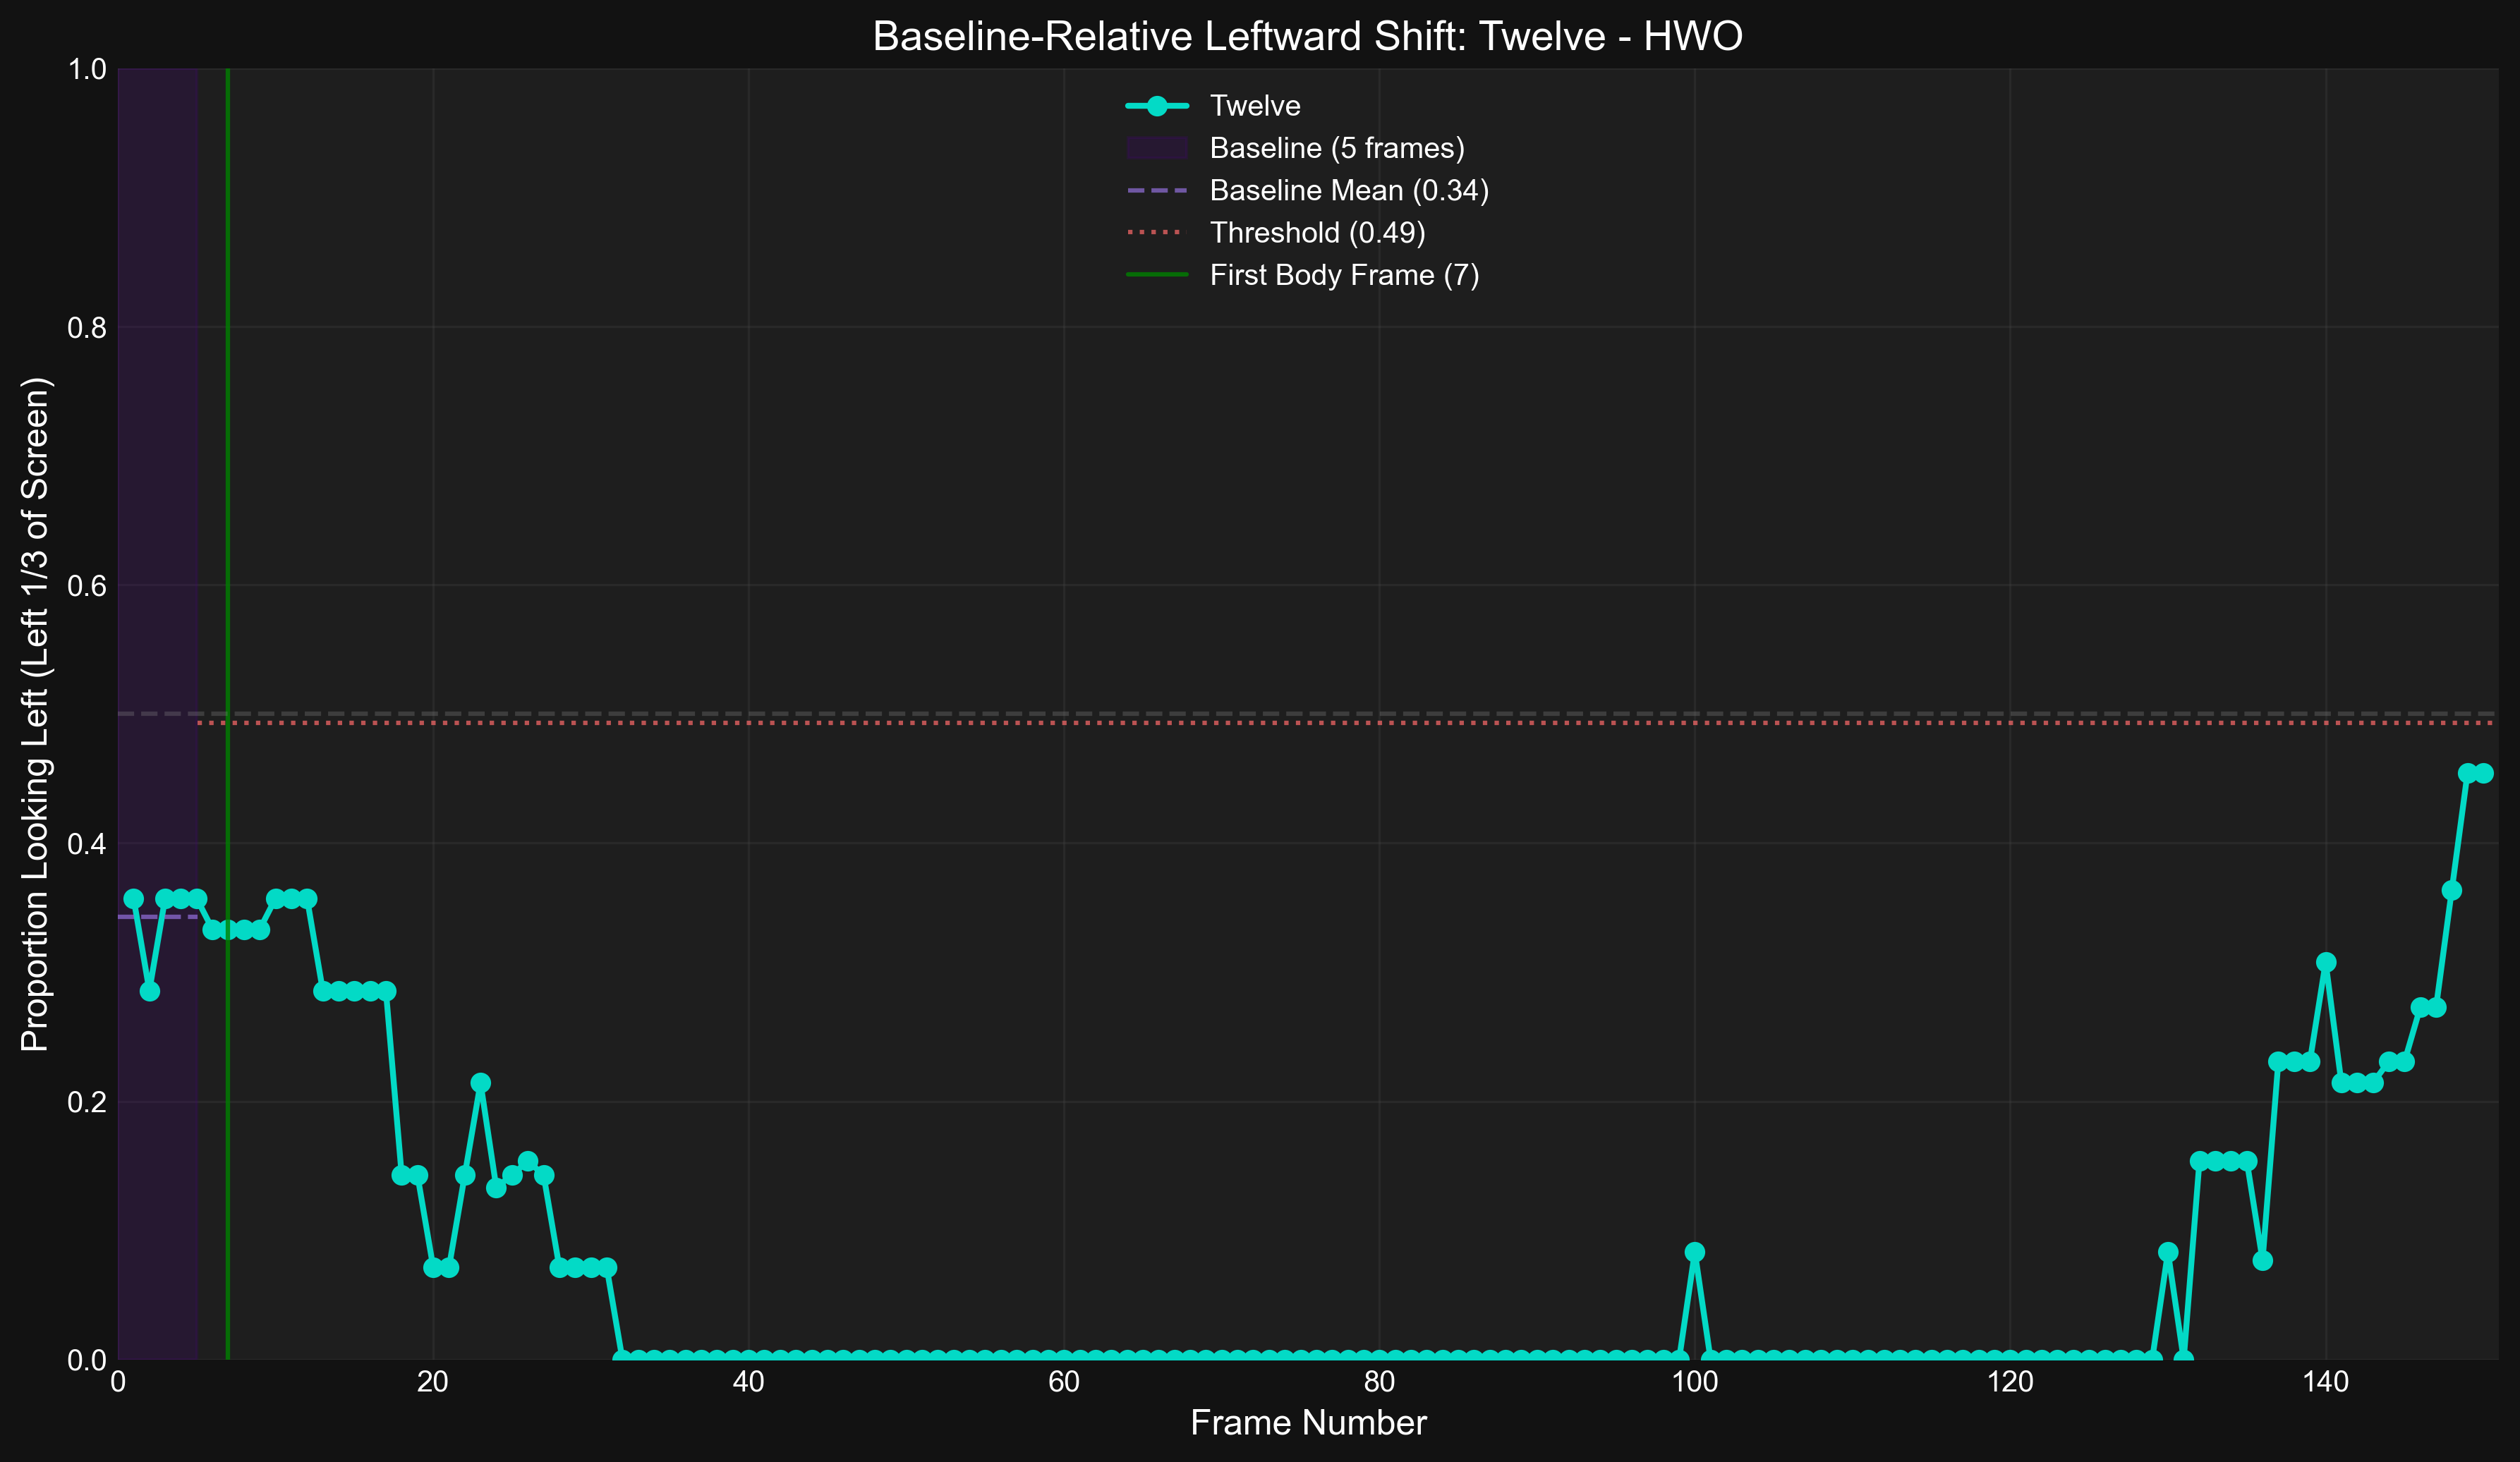 Baseline-Relative Leftward Shift: Twelve - HWO
Twelve
Baseline (5 frames)
Baseline Mean (0.34)
Threshold (0.49)
First Body Frame (7)
Proportion Looking Left (Left 1/3 of Screen)
1.0
0.8
0.6
0.4
0.2
0.0
0 20 40 60 80 100 120 140
Frame Number